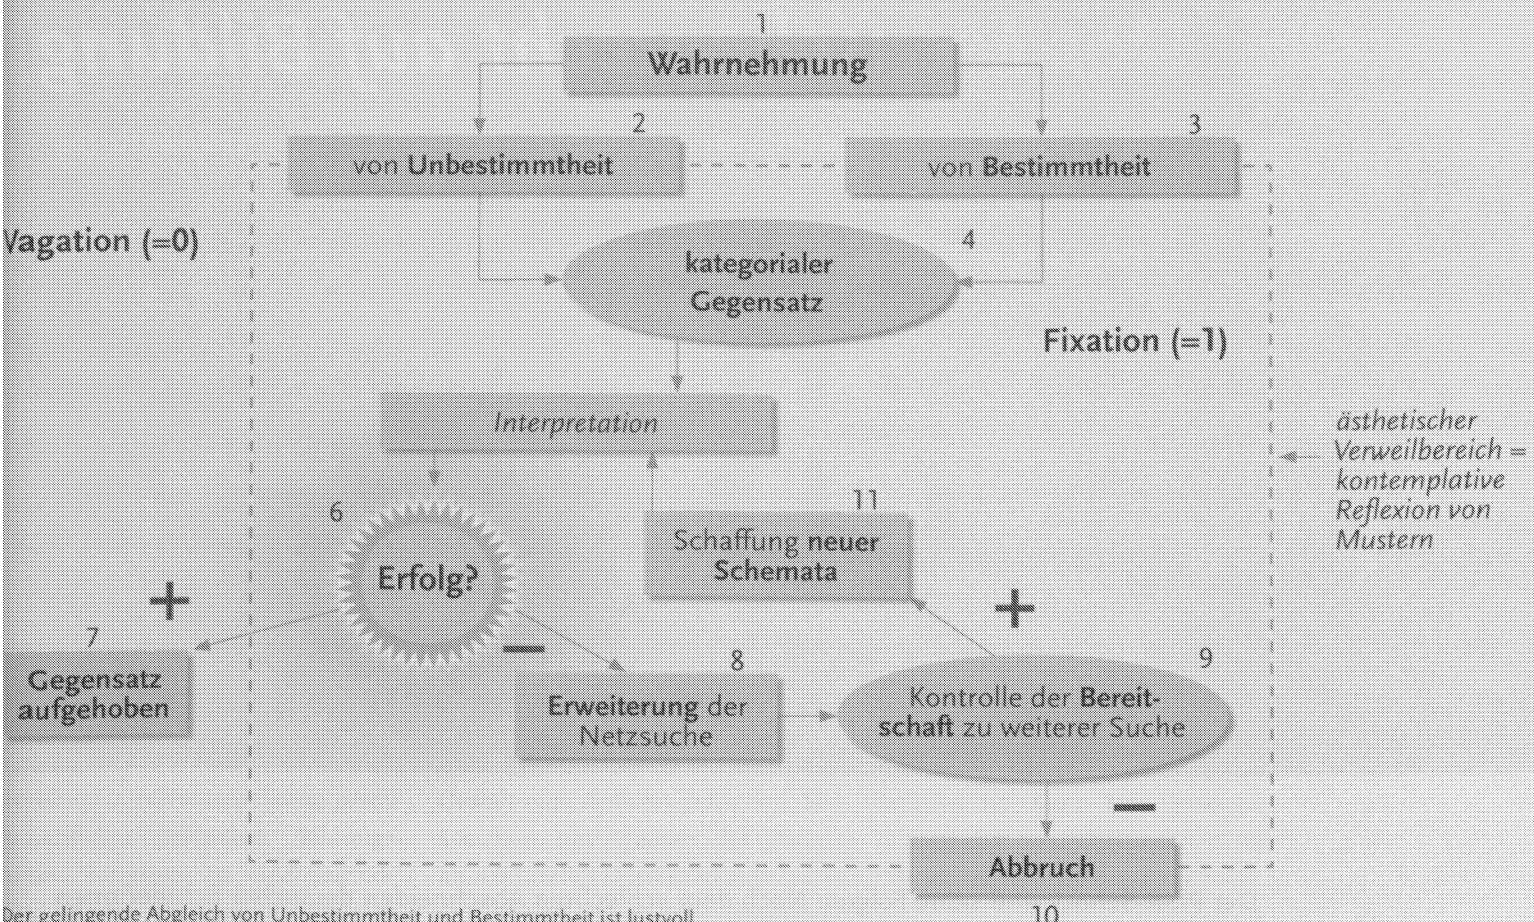 1
Wahrnehmung
2
3
von Unbestimmtheit
von Bestimmtheit
Vagation (=0)
4
kategorialer
Gegensatz
Fixation (=1)
Interpretation
ästhetischer
Verweilbereich =
kontemplative
Reflexion von
Mustern
6
11
Erfolg?
Schaffung neuer
Schemata
+
+
7
–
8
9
Gegensatz
aufgehoben
Erweiterung der
Netzsuche
Kontrolle der Bereit-
schaft zu weiterer Suche
–
Abbruch
10
Der gelingende Abgleich von Unbestimmtheit und Bestimmtheit ist lustvoll